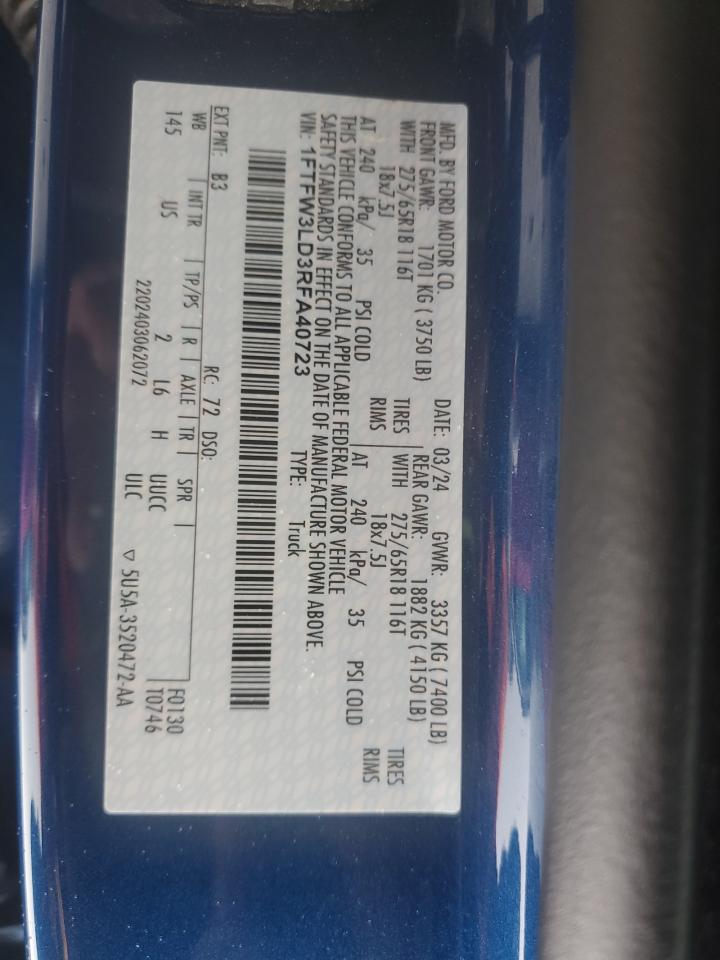 MFD. BY FORD MOTOR CO. DATE: 03/24 GVWR: 3357 KG ( 7400 LB)
FRONT GAWR: 1701 KG ( 3750 LB) REAR GAWR: 1882 KG ( 4150 LB)
WITH 275/65R18 116T TIRES WITH 275/65R18 116T TIRES
18x7.5J RIMS 18x7.5J RIMS
AT 240 kPa/ 35 PSI COLD AT 240 kPa/ 35 PSI COLD
THIS VEHICLE CONFORMS TO ALL APPLICABLE FEDERAL MOTOR VEHICLE
SAFETY STANDARDS IN EFFECT ON THE DATE OF MANUFACTURE SHOWN ABOVE.
VIN: 1FTFW3LD3RFA40723 TYPE: Truck
EXT PNT: B3 RC: 72 DSO:
WB | INT TR | TP/PS | R | AXLE | TR | SPR |
145 US 2 L6 H UUCC F0130
2202403062072 ULC T0746
▽ 5U5A-3520472-AA